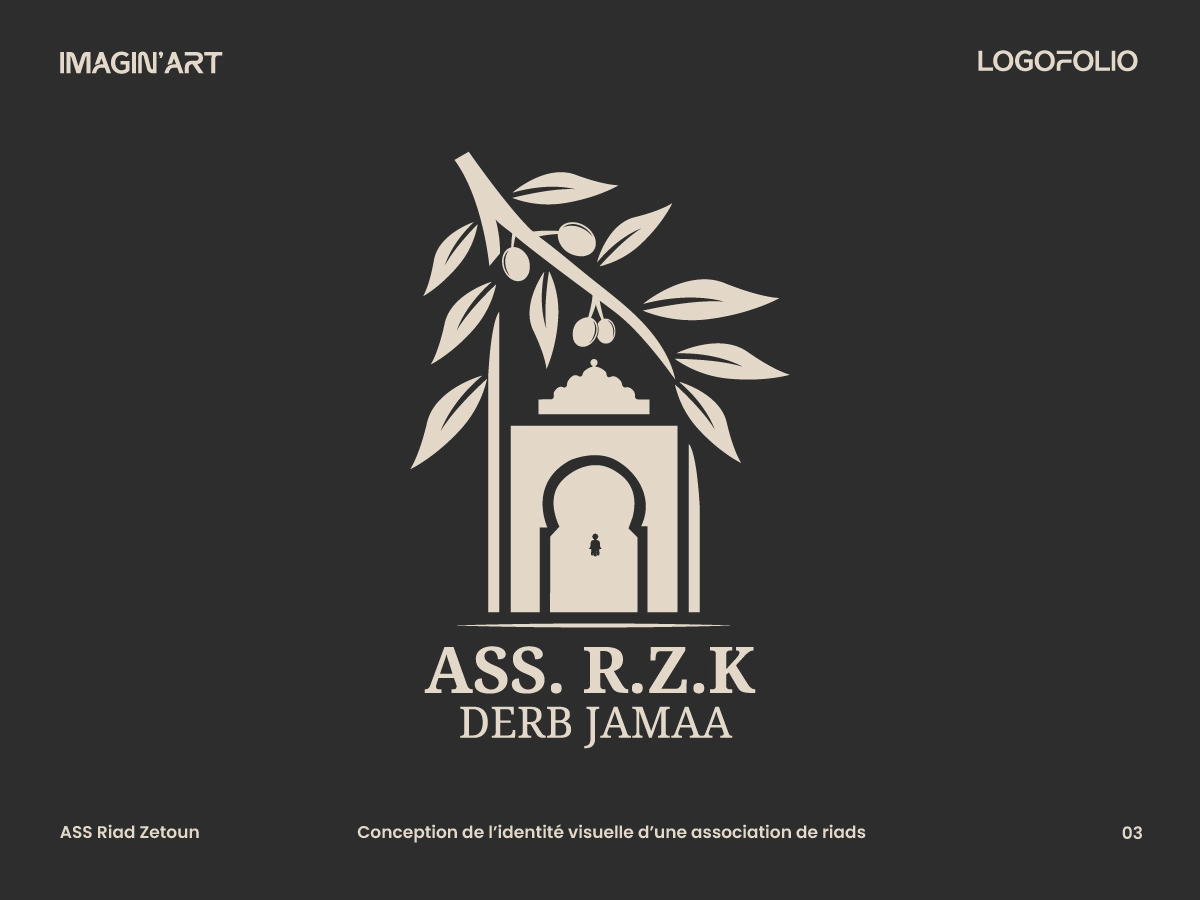 IMAGIN’ART
LOGOFOLIO
ASS. R.Z.K
DERB JAMAA
ASS Riad Zetoun
Conception de l’identité visuelle d’une association de riads
03